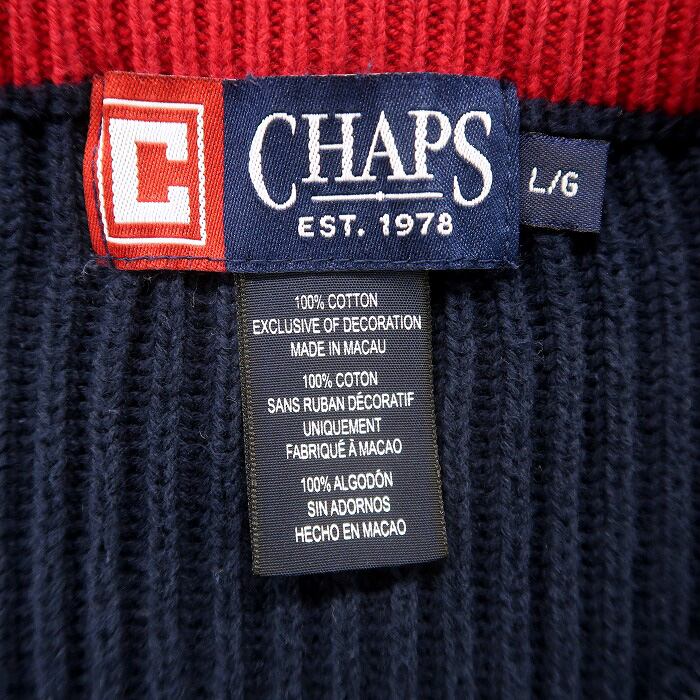 C CHAPS
EST. 1978
L/G
100% COTTON
EXCLUSIVE OF DECORATION
MADE IN MACAU
100% COTON
SANS RUBAN DÉCORATIF
UNIQUEMENT
FABRIQUÉ À MACAO
100% ALGODÓN
SIN ADORNOS
HECHO EN MACAO